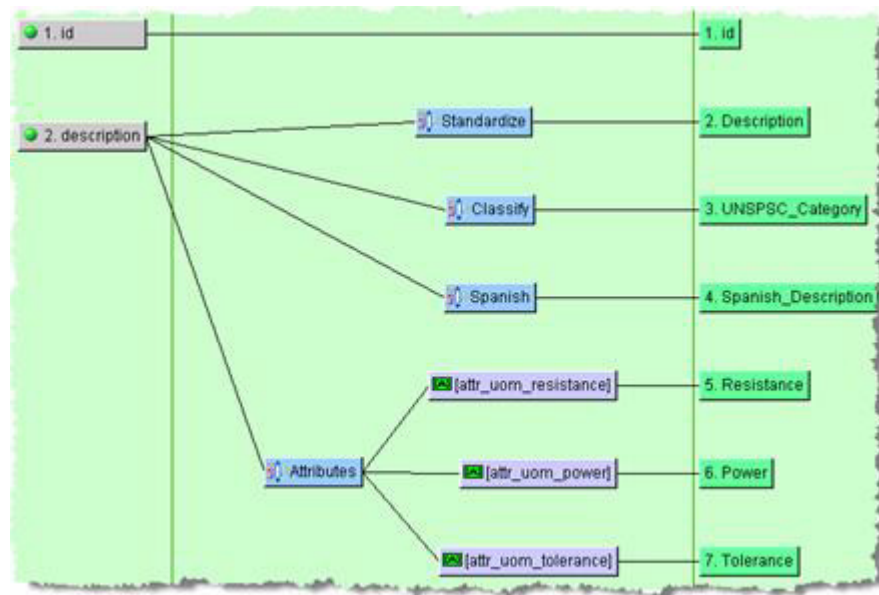 1. id
1. id
2. description
Standardize
2. Description
Classify
3. UNSPSC_Category
Spanish
4. Spanish_Description
[attr_uom_resistance]
5. Resistance
Attributes
[attr_uom_power]
6. Power
[attr_uom_tolerance]
7. Tolerance